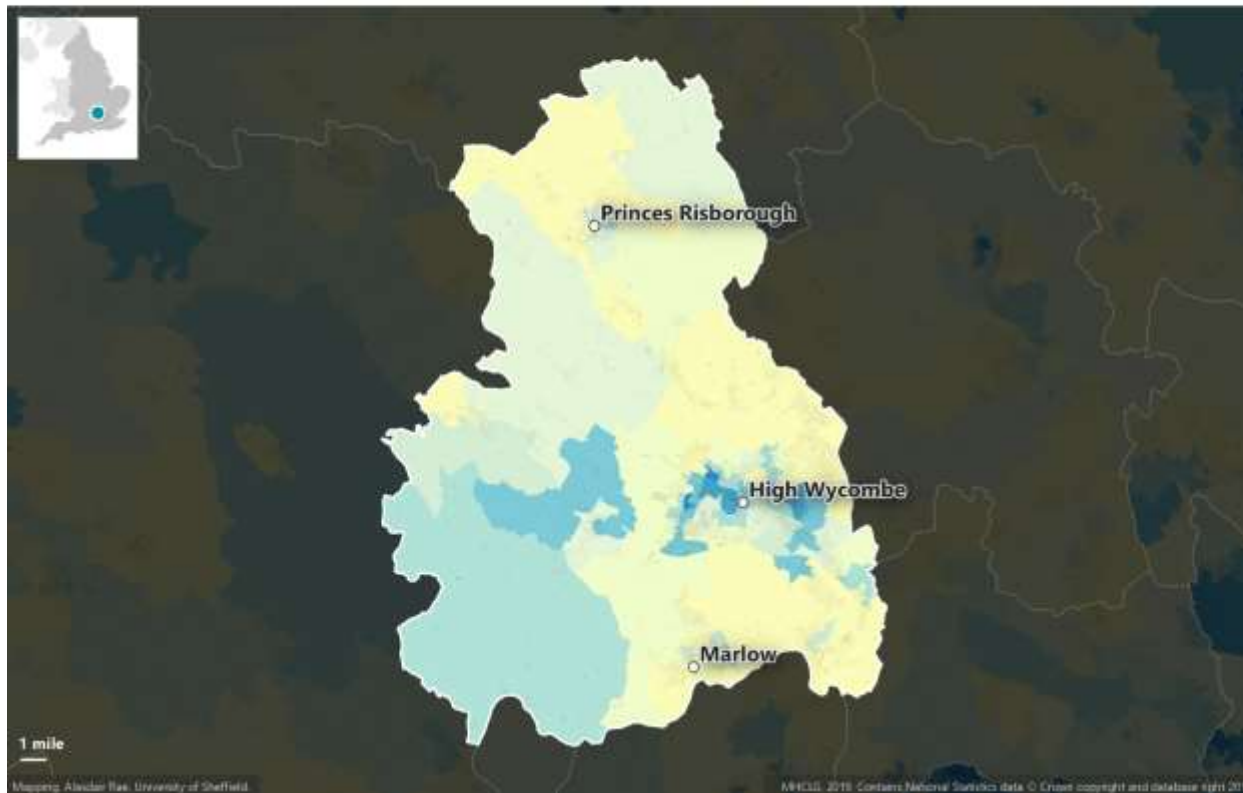 Princes Risborough
High Wycombe
Marlow
1 mile
Mapping: Alasdair Rae, University of Sheffield.
MHCLG, 2019. Contains National Statistics data. © Crown copyright and database right